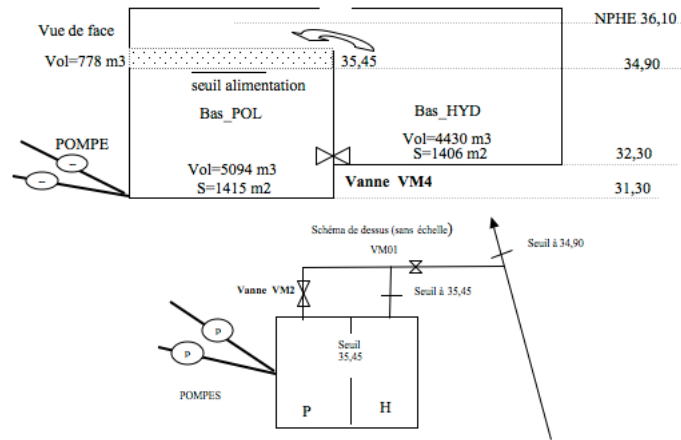 NPHE 36,10
Vue de face
Vol=778 m3
35,45
34,90
seuil alimentation
Bas_POL
Bas_HYD
POMPE
Vol=4430 m3
S=1406 m2
Vol=5094 m3
S=1415 m2
32,30
Vanne VM4
31,30
Schéma de dessus (sans échelle)
VM01
Seuil à 34,90
Vanne VM2
Seuil à 35,45
P
P
Seuil
35,45
POMPES
P
H